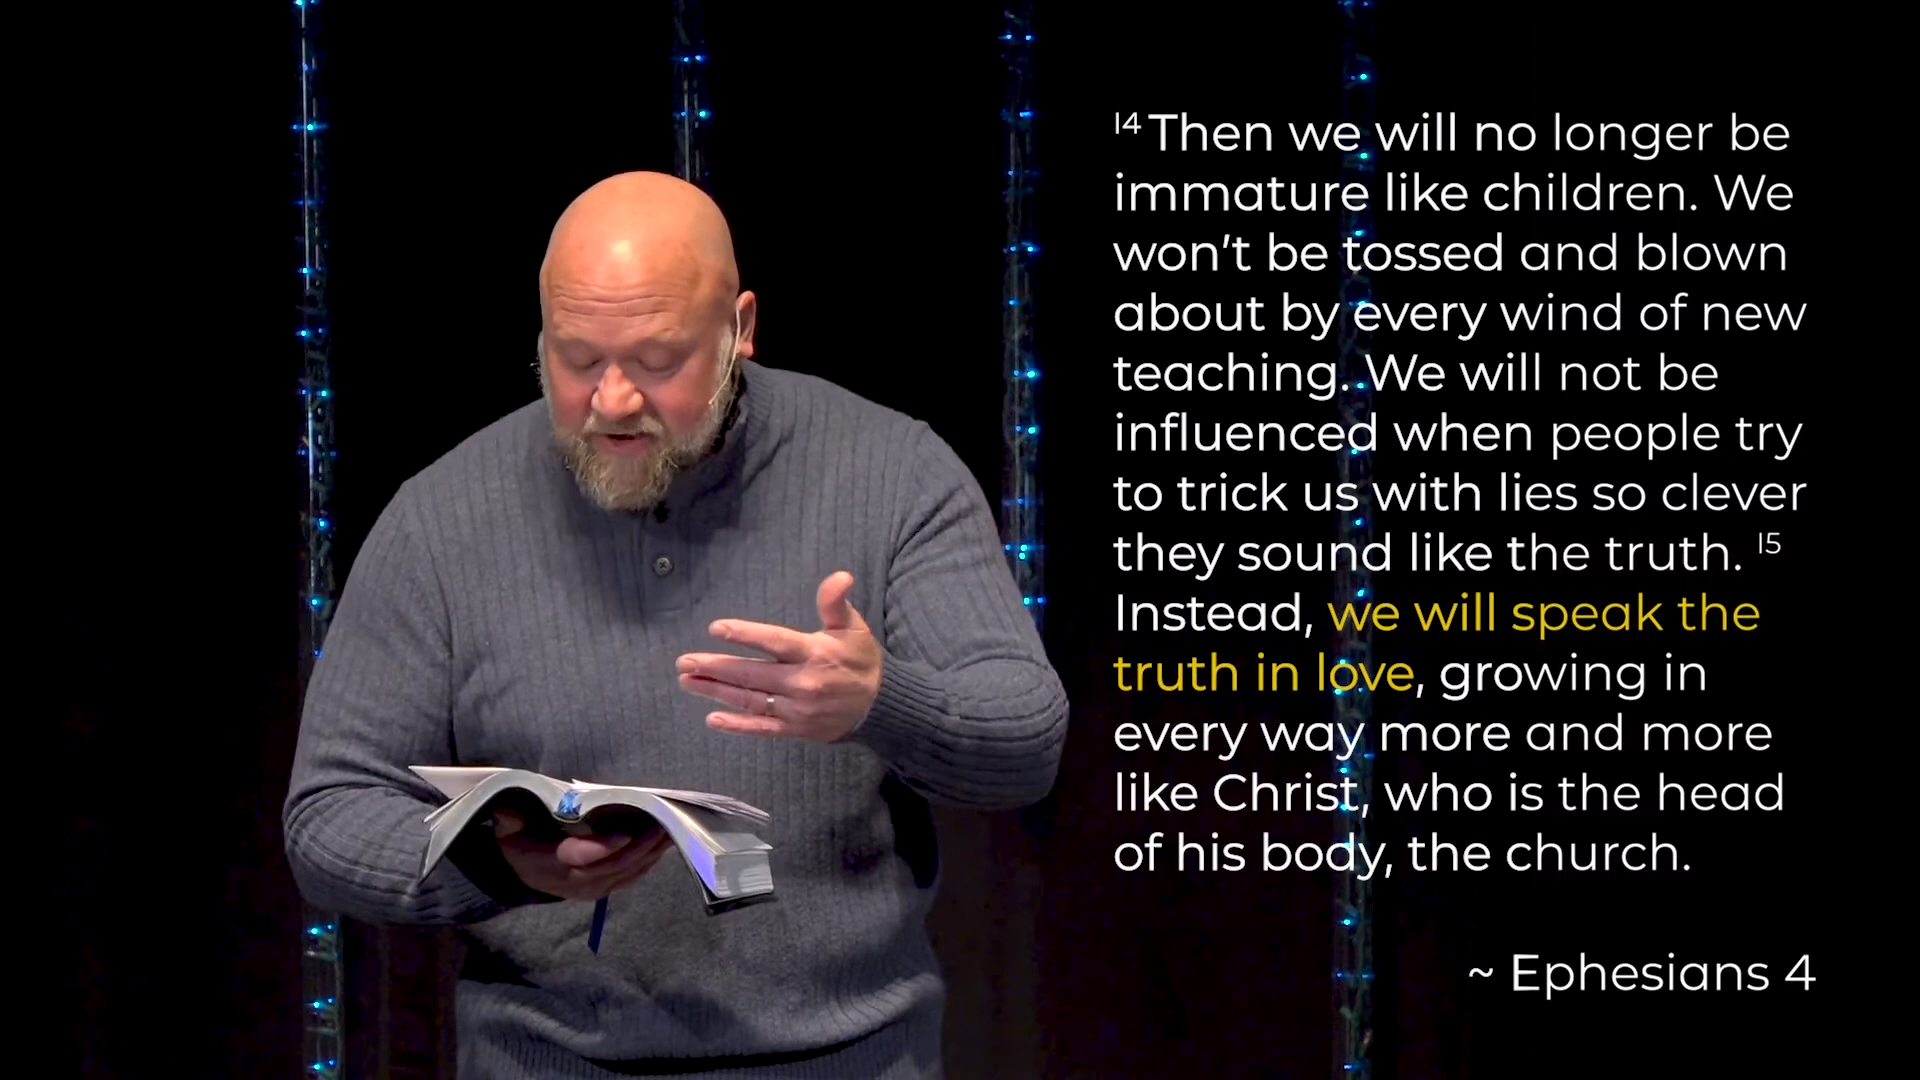 14 Then we will no longer be
immature like children. We
won't be tossed and blown
about by every wind of new
teaching. We will not be
influenced when people try
to trick us with lies so clever
they sound like the truth. 15
Instead, we will speak the
truth in love, growing in
every way more and more
like Christ, who is the head
of his body, the church.
~ Ephesians 4